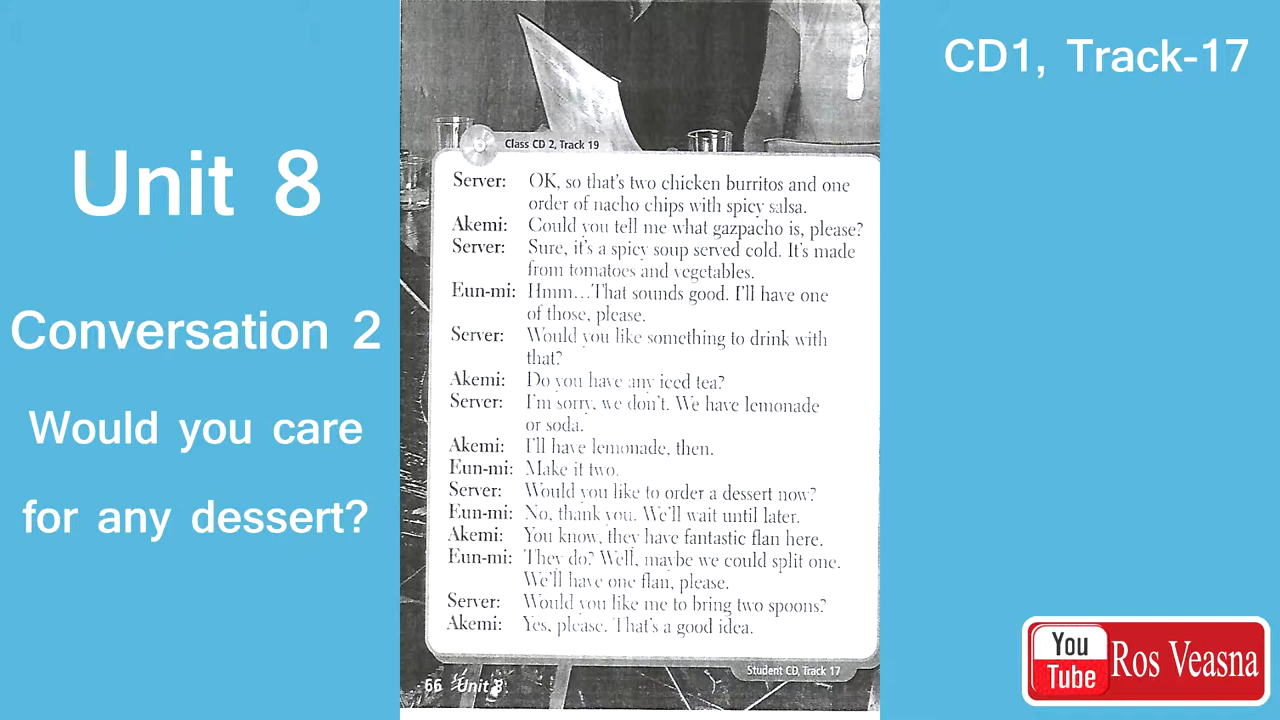 Unit 8
Conversation 2
Would you care
for any dessert?
CD1, Track-17
Class CD 2, Track 19
Server: OK, so that's two chicken burritos and one
order of nacho chips with spicy salsa.
Akemi: Could you tell me what gazpacho is, please?
Server: Sure, it's a spicy soup served cold. It's made
from tomatoes and vegetables.
Eun-mi: Hmm…That sounds good. I'll have one
of those, please.
Server: Would you like something to drink with
that?
Akemi: Do you have any iced tea?
Server: I'm sorry, we don't. We have lemonade
or soda.
Akemi: I'll have lemonade, then.
Eun-mi: Make it two.
Server: Would you like to order a dessert now?
Eun-mi: No, thank you. We'll wait until later.
Akemi: You know, they have fantastic flan here.
Eun-mi: They do? Well, maybe we could split one.
We'll have one flan, please.
Server: Would you like me to bring two spoons?
Akemi: Yes, please. That's a good idea.
Student CD, Track 17
66 Unit 8
You
Tube
Ros Veasna